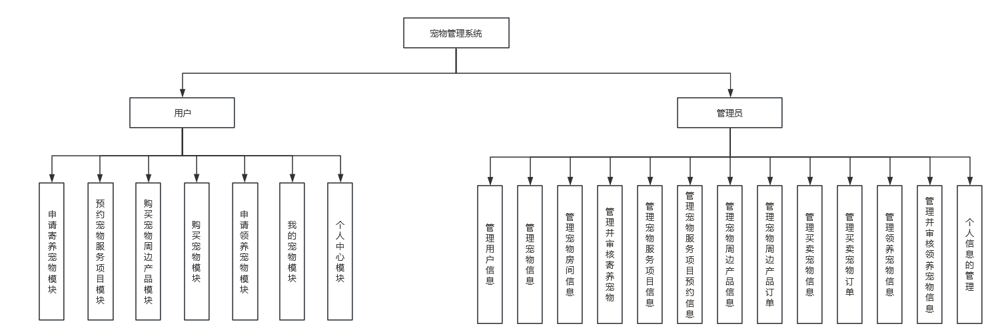 宠物管理系统
用户
管理员
申请寄养宠物模块
预约宠物服务项目模块
购买宠物周边产品模块
购买宠物模块
申请领养宠物模块
我的宠物模块
个人中心模块
管理用户信息
管理宠物信息
管理宠物房间信息
管理并审核寄养宠物
管理宠物服务项目信息
管理宠物服务项目预约信息
管理宠物周边产品信息
管理宠物周边产品订单
管理买卖宠物信息
管理买卖宠物订单
管理领养宠物信息
管理并审核领养宠物信息
个人信息的管理